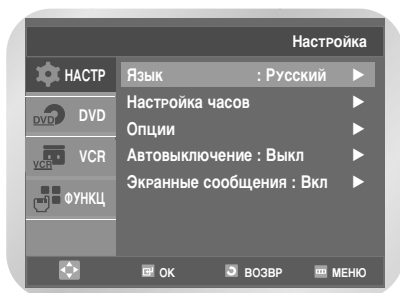 Настройка
НАСТР
Язык : Русский ►
Настройка часов ►
DVD DVD
Опции ►
VCR VCR
Автовыключение : Выкл ►
Экранные сообщения : Вкл ►
ФУНКЦ
ОК ВОЗВР МЕНЮ